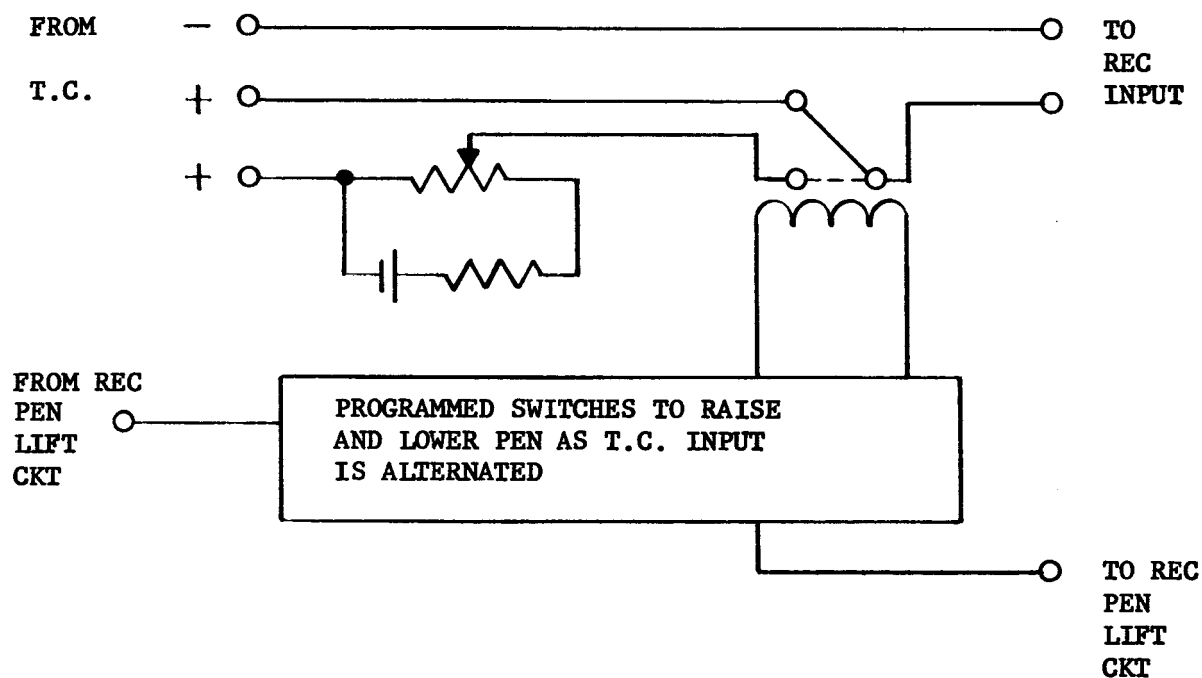 FROM
T.C.
−
+
+
TO
REC
INPUT
FROM REC
PEN
LIFT
CKT
PROGRAMMED SWITCHES TO RAISE
AND LOWER PEN AS T.C. INPUT
IS ALTERNATED
TO REC
PEN
LIFT
CKT